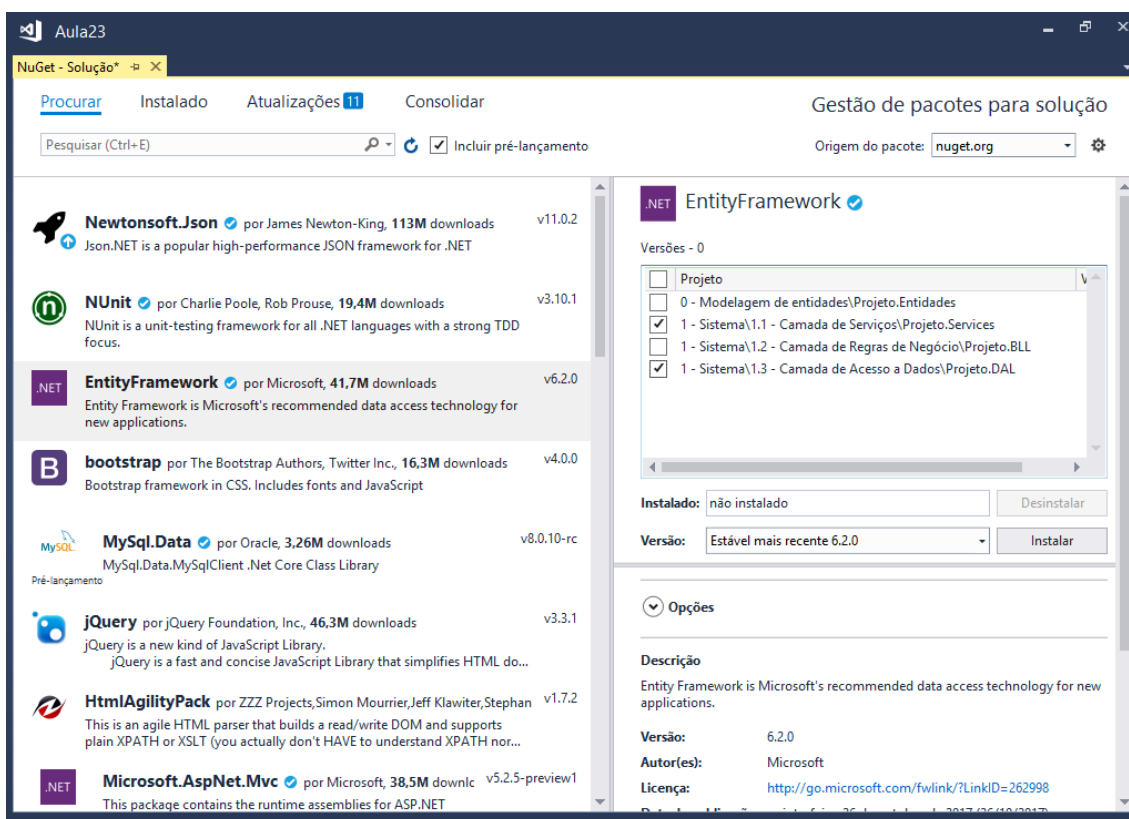 Aula23
NuGet - Solução*
Procurar Instalado Atualizações 11 Consolidar
Gestão de pacotes para solução
Pesquisar (Ctrl+E)
Incluir pré-lançamento
Origem do pacote: nuget.org
Newtonsoft.Json por James Newton-King, 113M downloads v11.0.2
Json.NET is a popular high-performance JSON framework for .NET
n
NUnit por Charlie Poole, Rob Prouse, 19,4M downloads v3.10.1
NUnit is a unit-testing framework for all .NET languages with a strong TDD
focus.
.NET
EntityFramework por Microsoft, 41,7M downloads v6.2.0
Entity Framework is Microsoft's recommended data access technology for
new applications.
B
bootstrap por The Bootstrap Authors, Twitter Inc., 16,3M downloads v4.0.0
Bootstrap framework in CSS. Includes fonts and JavaScript
MySQL
MySql.Data por Oracle, 3,26M downloads v8.0.10-rc
MySql.Data.MySqlClient .Net Core Class Library
Pré-lançamento
jQuery por jQuery Foundation, Inc., 46,3M downloads v3.3.1
jQuery is a new kind of JavaScript Library.
jQuery is a fast and concise JavaScript Library that simplifies HTML do...
HtmlAgilityPack por ZZZ Projects,Simon Mourrier,Jeff Klawiter,Stephan v1.7.2
This is an agile HTML parser that builds a read/write DOM and supports
plain XPATH or XSLT (you actually don't HAVE to understand XPATH nor...
.NET
Microsoft.AspNet.Mvc por Microsoft, 38,5M downlc v5.2.5-preview1
This package contains the runtime assemblies for ASP.NET
.NET
EntityFramework
Versões - 0
Projeto
0 - Modelagem de entidades\Projeto.Entidades
1 - Sistema\1.1 - Camada de Serviços\Projeto.Services
1 - Sistema\1.2 - Camada de Regras de Negócio\Projeto.BLL
1 - Sistema\1.3 - Camada de Acesso a Dados\Projeto.DAL
Instalado: não instalado Desinstalar
Versão: Estável mais recente 6.2.0 Instalar
Opções
Descrição
Entity Framework is Microsoft's recommended data access technology for new
applications.
Versão: 6.2.0
Autor(es): Microsoft
Licença: http://go.microsoft.com/fwlink/?LinkID=262998